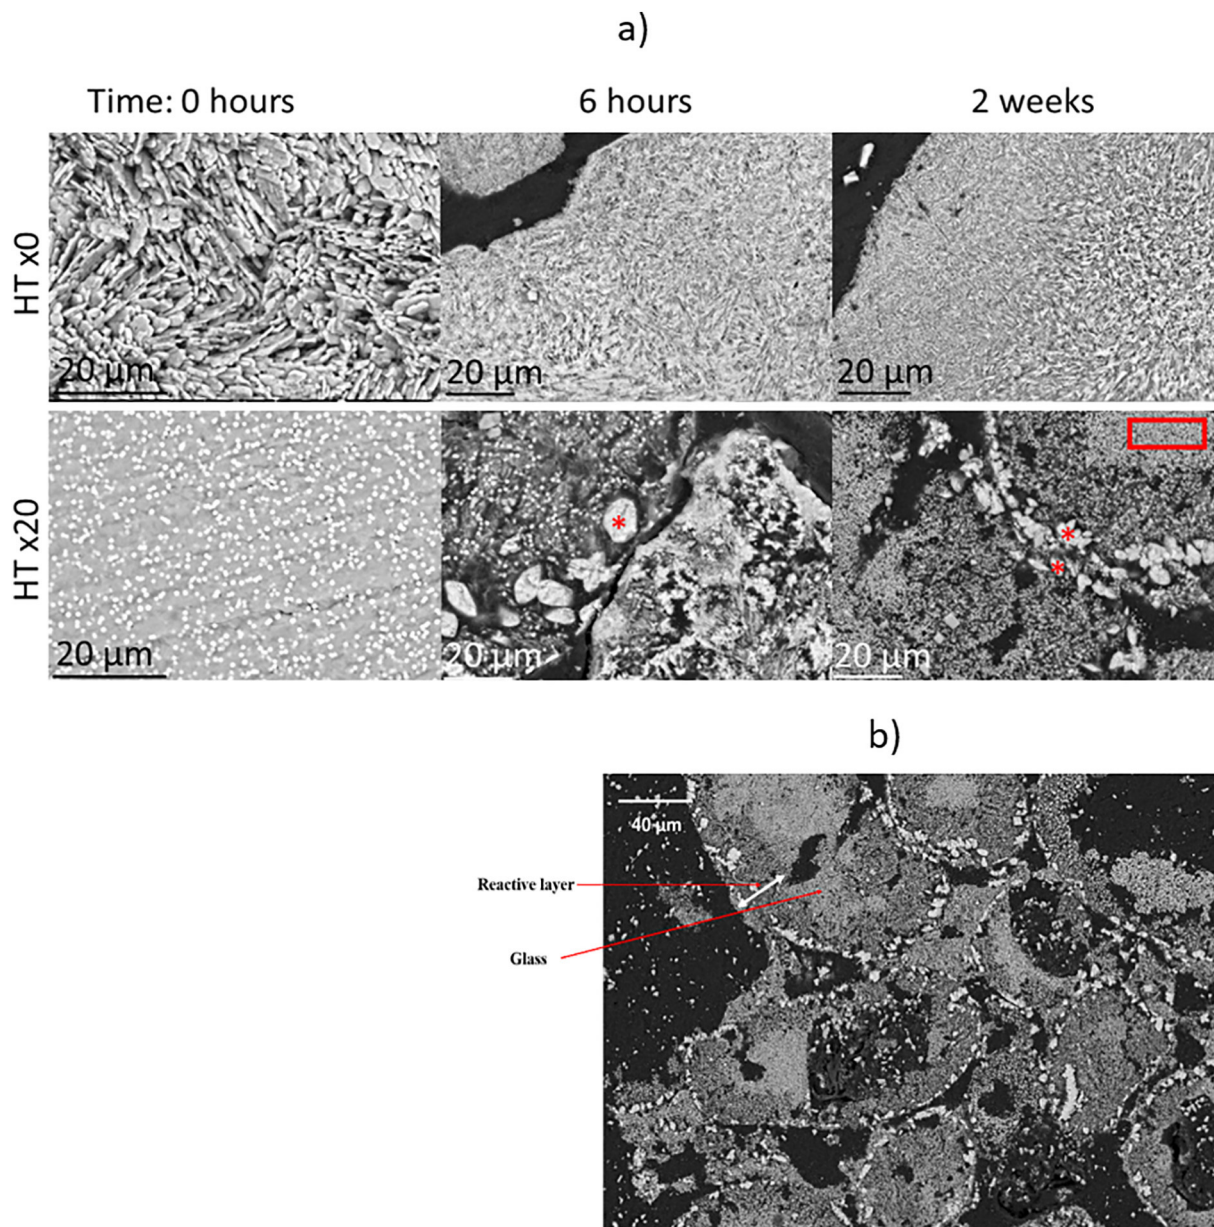 a)
Time: 0 hours
6 hours
2 weeks
HT x0
20 µm
20 µm
20 µm
HT x20
*
*
*
20 µm
20 µm
20 µm
b)
40 µm
Reactive layer
Glass